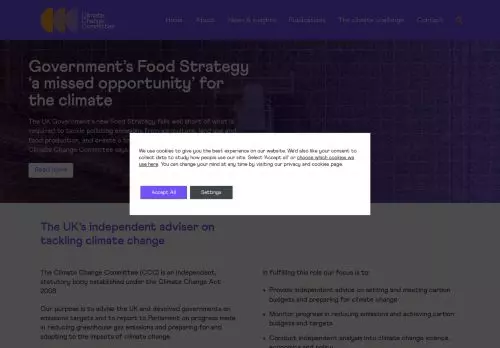 Climate
Change
Committee
Home
About
News & insights
Publications
The climate challenge
Contact
Government's Food Strategy
'a missed opportunity' for
the climate
The UK Government's new Food Strategy falls well short of what is
required to tackle polluting emissions from agriculture, land use and
food production, and create a
Climate Change Committee says
Read more
We use cookies to give you the best experience on our website. We'd also like your consent to
collect data to study how people use our site. Select 'Accept all' or choose which cookies we
use here. You can change your mind at any time by visiting our privacy and cookies page.
Accept All
Settings
The UK's independent adviser on
tackling climate change
The Climate Change Committee (CCC) is an independent,
statutory body established under the Climate Change Act
2008.
Our purpose is to advise the UK and devolved governments on
emissions targets and to report to Parliament on progress made
in reducing greenhouse gas emissions and preparing for and
adapting to the impacts of climate change.
In fulfilling this role our focus is to:
Provide independent advice on setting and meeting carbon
budgets and preparing for climate change
Monitor progress in reducing emissions and achieving carbon
budgets and targets
Conduct independent analysis into climate change science,
economics and policy